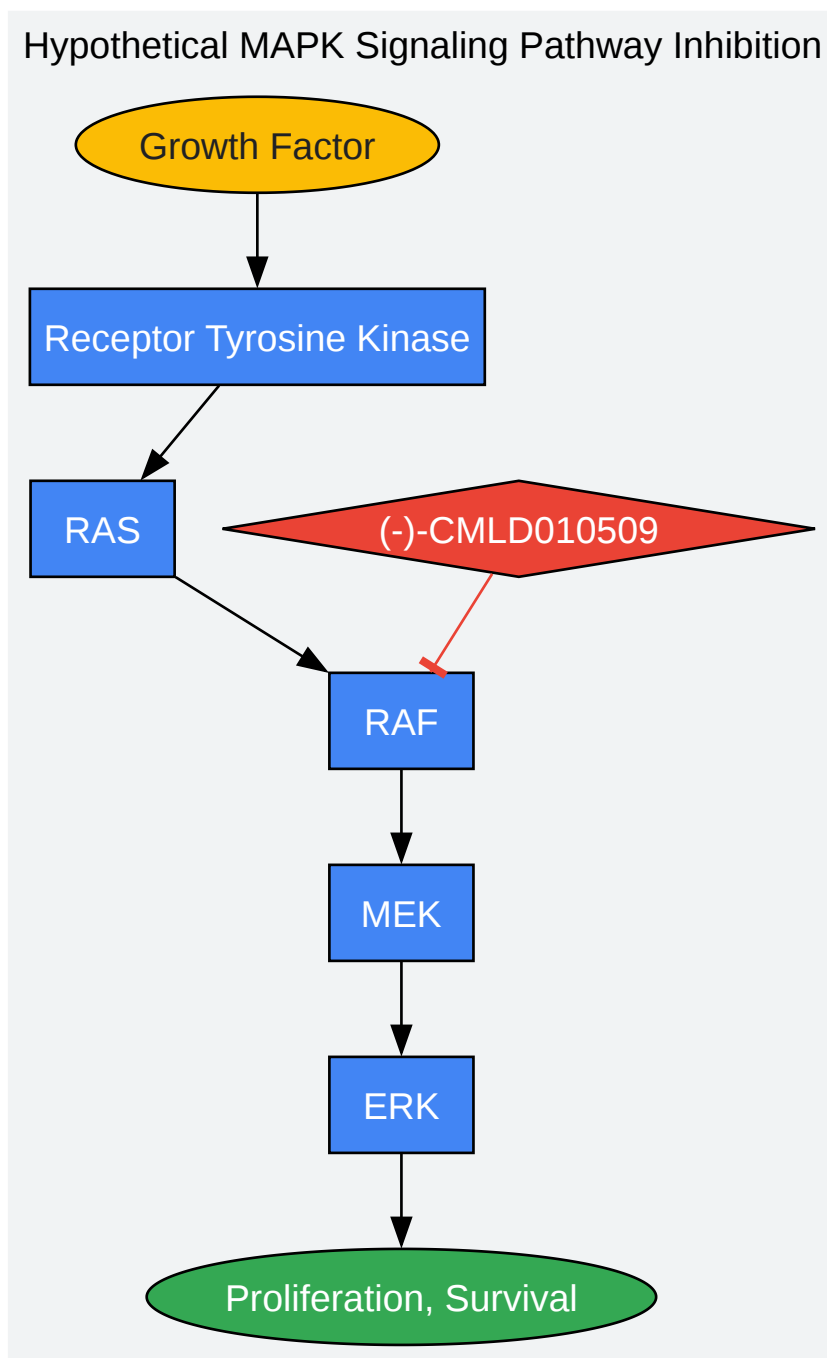 Hypothetical MAPK Signaling Pathway Inhibition
Growth Factor
Receptor Tyrosine Kinase
RAS
(-)-CMLD010509
RAF
MEK
ERK
Proliferation, Survival